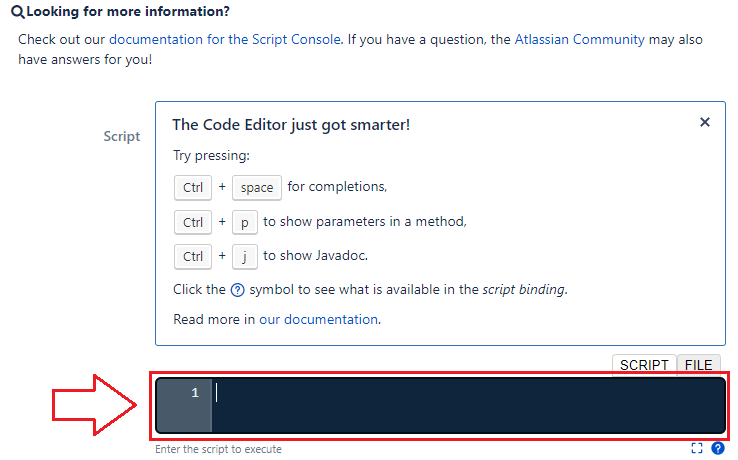 Looking for more information?
Check out our documentation for the Script Console. If you have a question, the Atlassian Community may also
have answers for you!
Script
The Code Editor just got smarter!
Try pressing:
Ctrl + space for completions,
Ctrl + p to show parameters in a method,
Ctrl + j to show Javadoc.
Click the ? symbol to see what is available in the script binding.
Read more in our documentation.
SCRIPT FILE
1
Enter the script to execute ?